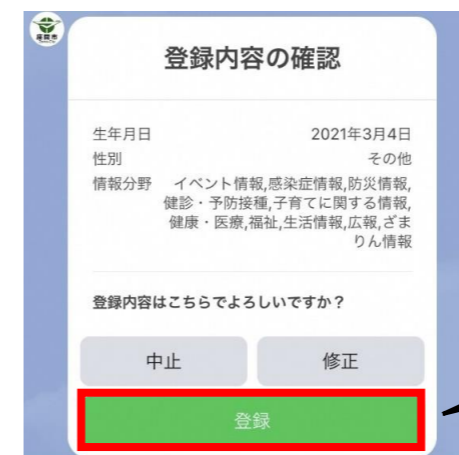 座間市
登録内容の確認
生年月日 2021年3月4日
性別 その他
情報分野 イベント情報,感染症情報,防災情報,
健診・予防接種,子育てに関する情報,
健康・医療,福祉,生活情報,広報,ざま
りん情報
登録内容はこちらでよろしいですか？
中止 修正
登録